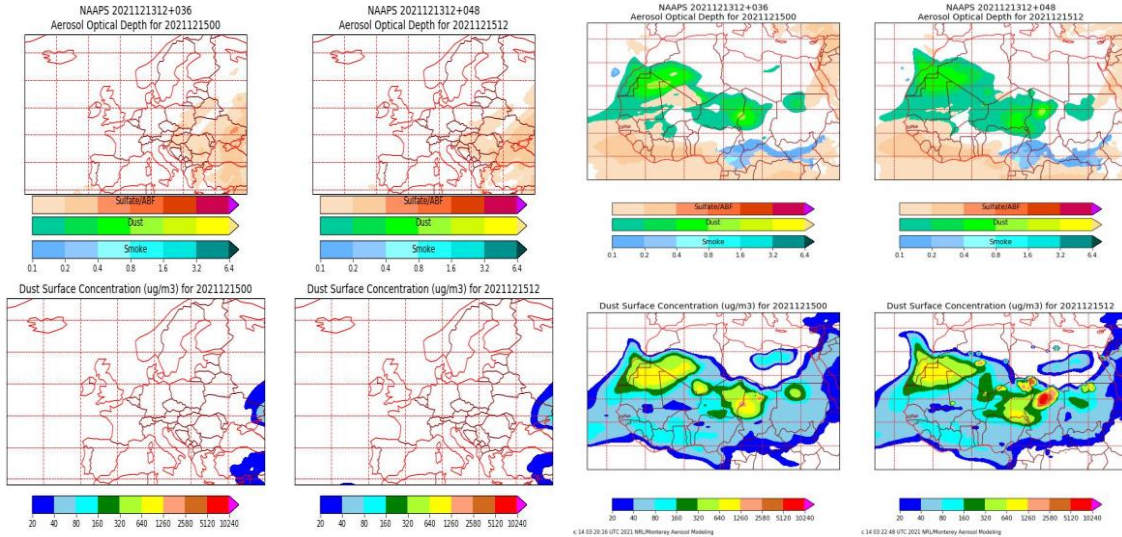 NAAPS 2021121312+036
Aerosol Optical Depth for 2021121500
NAAPS 2021121312+048
Aerosol Optical Depth for 2021121512
NAAPS 2021121312+036
Aerosol Optical Depth for 2021121500
NAAPS 2021121312+048
Aerosol Optical Depth for 2021121512
Sulfate/ABF
Dust
Smoke
0.1 0.2 0.4 0.8 1.6 3.2 6.4
Sulfate/ABF
Dust
Smoke
0.1 0.2 0.4 0.8 1.6 3.2 6.4
Sulfate/ABF
Dust
Smoke
0.1 0.2 0.4 0.8 1.6 3.2 6.4
Sulfate/ABF
Dust
Smoke
0.1 0.2 0.4 0.8 1.6 3.2 6.4
Dust Surface Concentration (ug/m3) for 2021121500
Dust Surface Concentration (ug/m3) for 2021121512
Dust Surface Concentration (ug/m3) for 2021121500
Dust Surface Concentration (ug/m3) for 2021121512
20 40 80 160 320 640 1260 2580 5120 10240
20 40 80 160 320 640 1260 2580 5120 10240
20 40 80 160 320 640 1260 2580 5120 10240
20 40 80 160 320 640 1260 2580 5120 10240
c 14 03:20:16 UTC 2021 NRL/Monterey Aerosol Modeling
c 14 03:22:48 UTC 2021 NRL/Monterey Aerosol Modeling